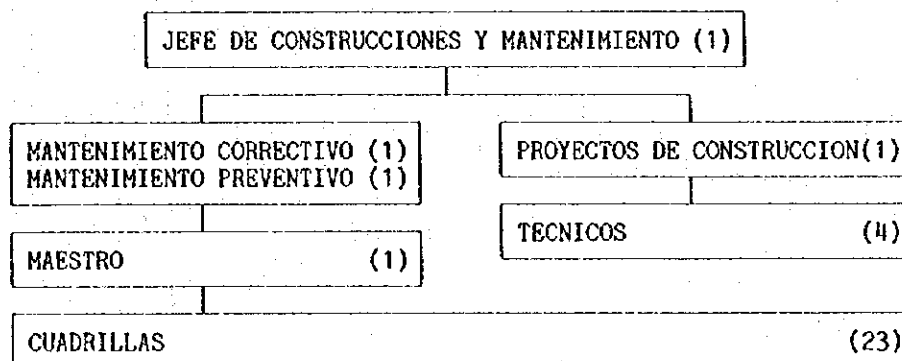 JEFE DE CONSTRUCCIONES Y MANTENIMIENTO (1)
MANTENIMIENTO CORRECTIVO (1)
MANTENIMIENTO PREVENTIVO (1)
PROYECTOS DE CONSTRUCCION(1)
MAESTRO (1)
TECNICOS (4)
CUADRILLAS (23)